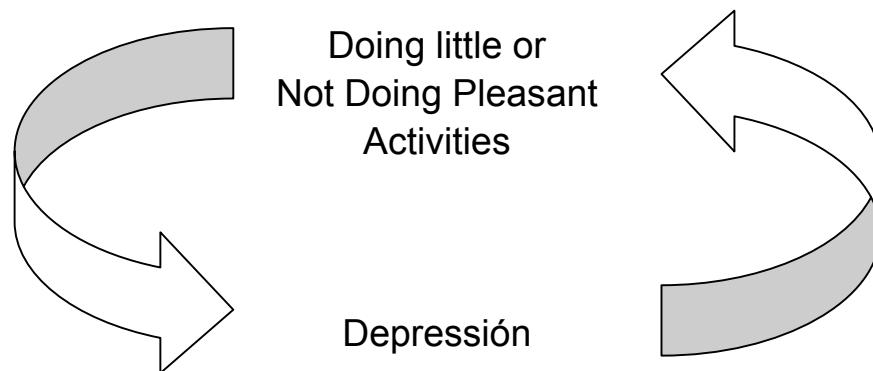 Doing little or
Not Doing Pleasant
Activities
Depressión